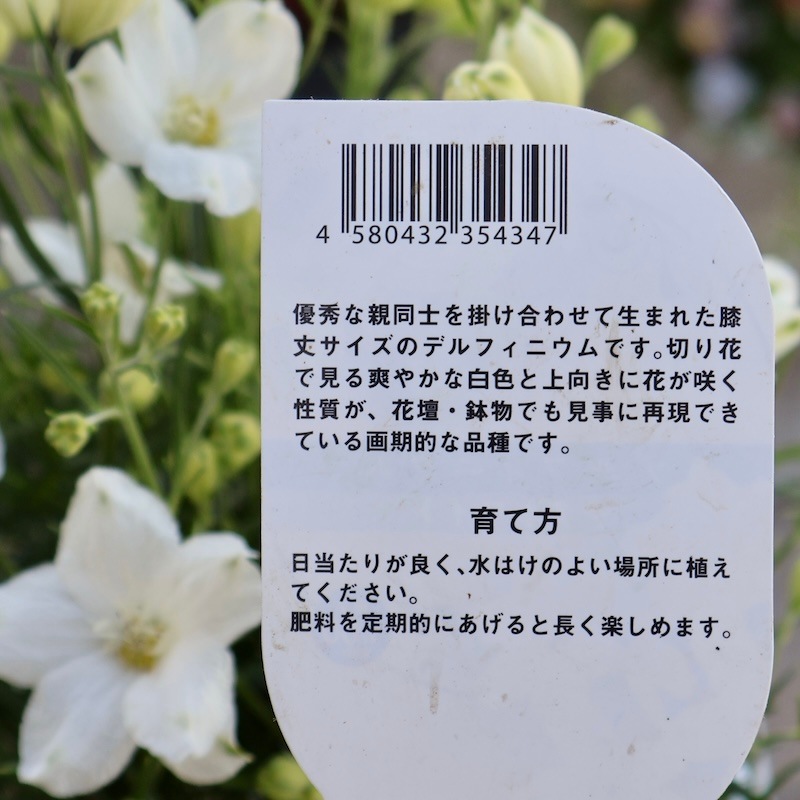 4 580432 354347
優秀な親同士を掛け合わせて生まれた膝
丈サイズのデルフィニウムです。切り花
で見る爽やかな白色と上向きに花が咲く
性質が、花壇・鉢物でも見事に再現でき
ている画期的な品種です。
育て方
日当たりが良く、水はけのよい場所に植え
てください。
肥料を定期的にあげると長く楽しめます。